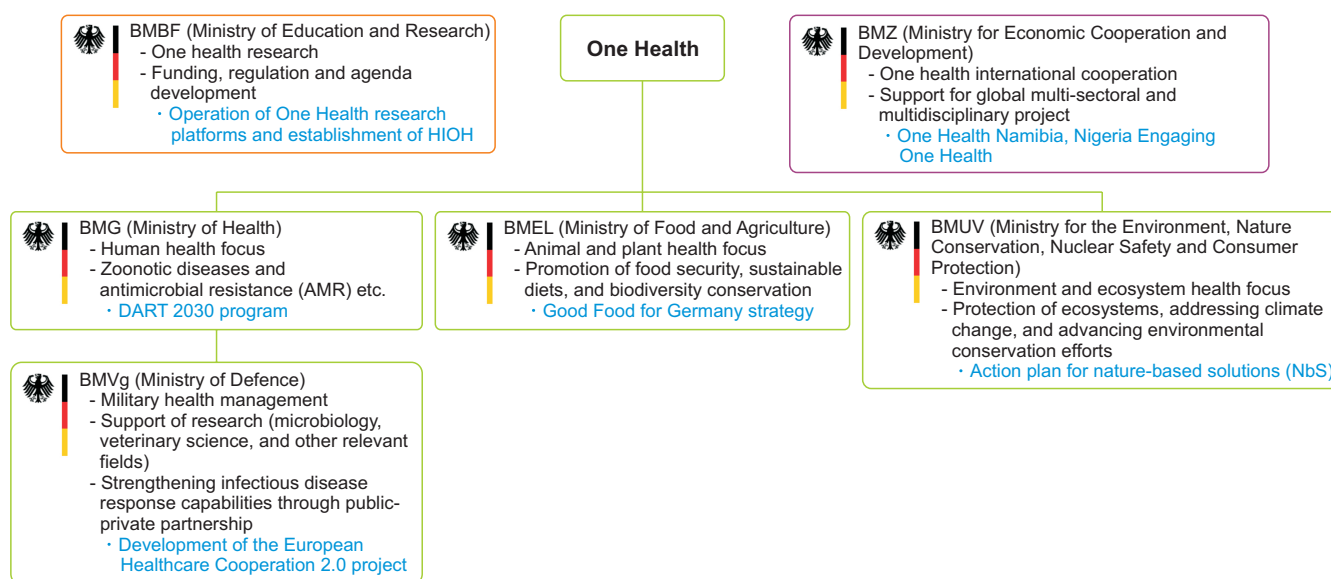 BMBF (Ministry of Education and Research)
- One health research
- Funding, regulation and agenda
development
· Operation of One Health research
platforms and establishment of HIOH
One Health
BMZ (Ministry for Economic Cooperation and
Development)
- One health international cooperation
- Support for global multi-sectoral and
multidisciplinary project
· One Health Namibia, Nigeria Engaging
One Health
BMG (Ministry of Health)
- Human health focus
- Zoonotic diseases and
antimicrobial resistance (AMR) etc.
· DART 2030 program
BMEL (Ministry of Food and Agriculture)
- Animal and plant health focus
- Promotion of food security, sustainable
diets, and biodiversity conservation
· Good Food for Germany strategy
BMUV (Ministry for the Environment, Nature
Conservation, Nuclear Safety and Consumer
Protection)
- Environment and ecosystem health focus
- Protection of ecosystems, addressing climate
change, and advancing environmental
conservation efforts
· Action plan for nature-based solutions (NbS)
BMVg (Ministry of Defence)
- Military health management
- Support of research (microbiology,
veterinary science, and other relevant
fields)
- Strengthening infectious disease
response capabilities through public-
private partnership
· Development of the European
Healthcare Cooperation 2.0 project